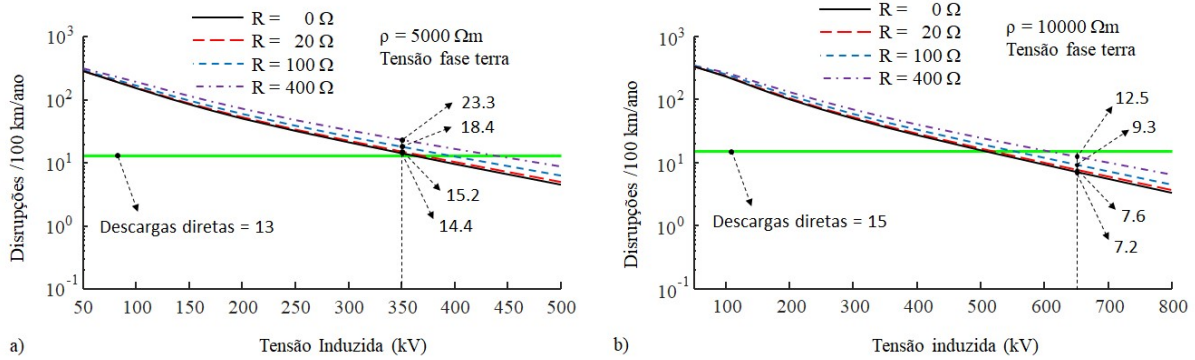 R = 0 Ω
R = 20 Ω
R = 100 Ω
R = 400 Ω
ρ = 5000 Ωm
Tensão fase terra
10³
10²
10¹
10⁰
10⁻¹
Disrupções /100 km/ano
23.3
18.4
15.2
14.4
Descargas diretas = 13
50 100 150 200 250 300 350 400 450 500
a) Tensão Induzida (kV)
R = 0 Ω
R = 20 Ω
R = 100 Ω
R = 400 Ω
ρ = 10000 Ωm
Tensão fase terra
10³
10²
10¹
10⁰
10⁻¹
Disrupções /100 km/ano
12.5
9.3
7.6
7.2
Descargas diretas = 15
100 200 300 400 500 600 700 800
b) Tensão induzida (kV)